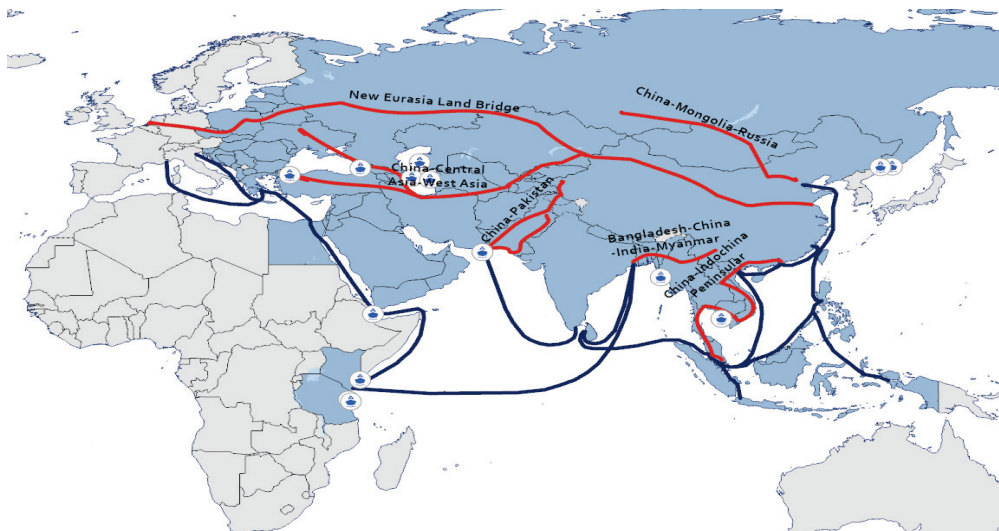 New Eurasia Land Bridge
China-Mongolia-Russia
China-Central
Asia-West Asia
China-Pakistan
Bangladesh-China
-India-Myanmar
China-Indochina
Peninsular